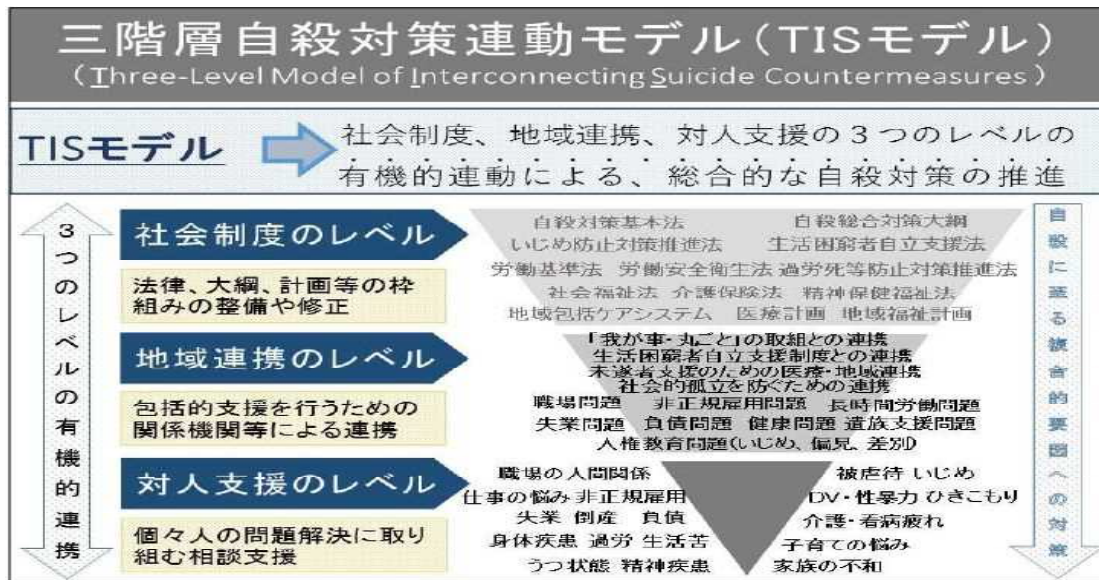 三階層自殺対策連動モデル(TISモデル)
(Three-Level Model of Interconnecting Suicide Countermeasures)
TISモデル
社会制度、地域連携、対人支援の3つのレベルの
有機的連動による、総合的な自殺対策の推進
3つのレベルの有機的連携
社会制度のレベル
法律、大綱、計画等の枠
組みの整備や修正
自殺対策基本法 自殺総合対策大綱
いじめ防止対策推進法 生活困窮者自立支援法
労働基準法 労働安全衛生法 過労死等防止対策推進法
社会福祉法 介護保険法 精神保健福祉法
地域包括ケアシステム 医療計画 地域福祉計画
地域連携のレベル
包括的支援を行うための
関係機関等による連携
「我が事・丸ごと」の取組との連携
生活困窮者自立支援制度との連携
未遂者支援のための医療・地域連携
社会的孤立を防ぐための連携
職場問題 非正規雇用問題 長時間労働問題
失業問題 負債問題 健康問題 遺族支援問題
人権教育問題(いじめ、偏見、差別)
対人支援のレベル
個々人の問題解決に取り
組む相談支援
職場の人間関係 被虐待 いじめ
仕事の悩み 非正規雇用 DV・性暴力 ひきこもり
失業 倒産 負債 介護・看病疲れ
身体疾患 過労 生活苦 子育ての悩み
うつ状態 精神疾患 家族の不和
自殺に至る複合的要因への対策